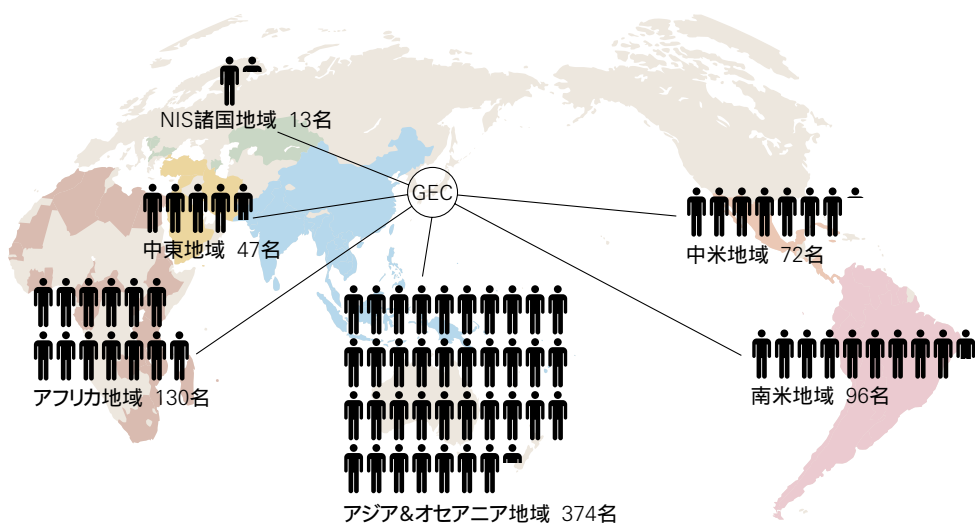 NIS諸国地域 13名
GEC
中東地域 47名
中米地域 72名
アフリカ地域 130名
南米地域 96名
アジア&オセアニア地域 374名